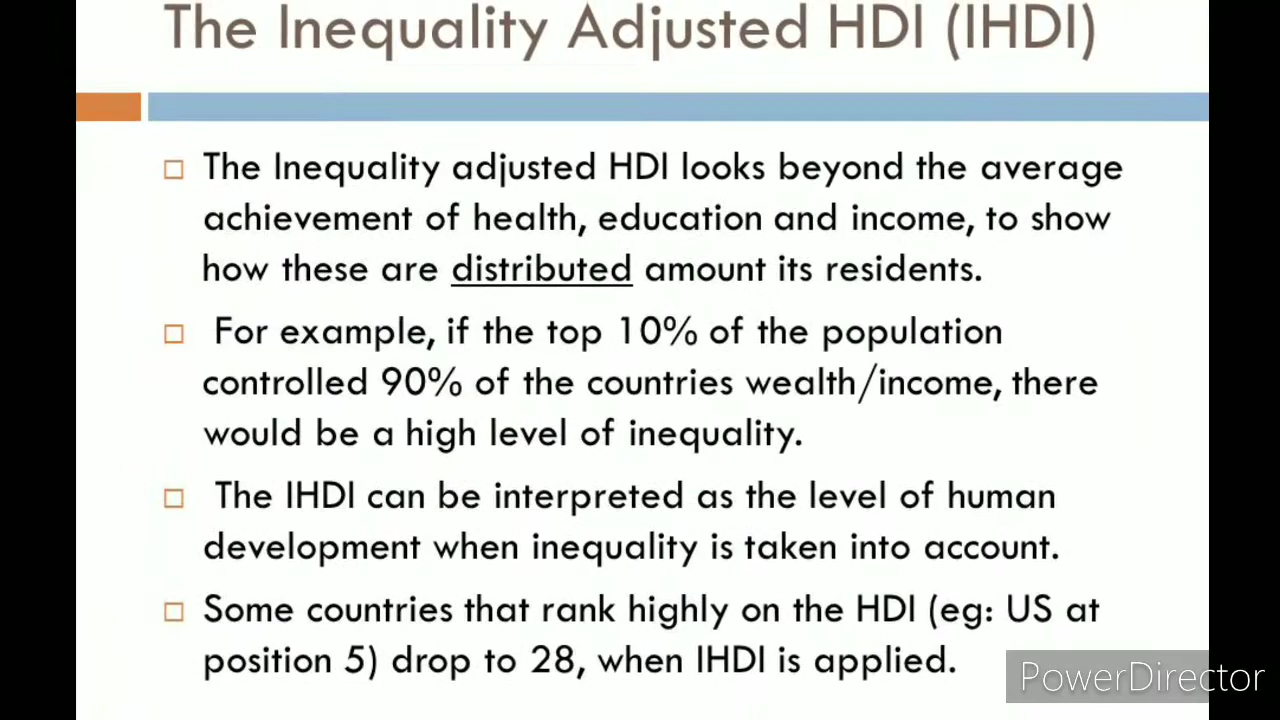 The Inequality Adjusted HDI (IHDI)
The Inequality adjusted HDI looks beyond the average
achievement of health, education and income, to show
how these are distributed amount its residents.
For example, if the top 10% of the population
controlled 90% of the countries wealth/income, there
would be a high level of inequality.
The IHDI can be interpreted as the level of human
development when inequality is taken into account.
Some countries that rank highly on the HDI (eg: US at
position 5) drop to 28, when IHDI is applied.
PowerDirector